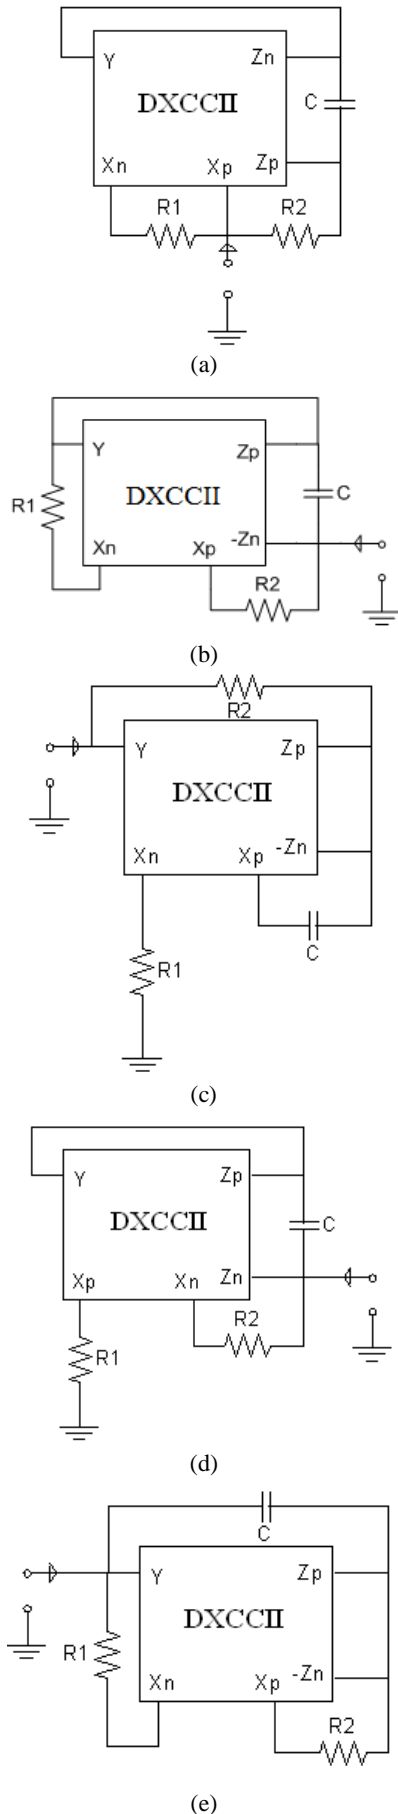 Y Zn
DXCCII C
Xn Xp Zp
R1 R2
(a)
Y Zp
R1 DXCCII C
Xn Xp -Zn
R2
(b)
R2
Y Zp
DXCCII
Xn Xp -Zn
C
R1
(c)
Y Zp
DXCCII C
Xp Xn Zn
R2
R1
(d)
C
Y Zp
DXCCII
R1 Xn Xp -Zn
R2
(e)